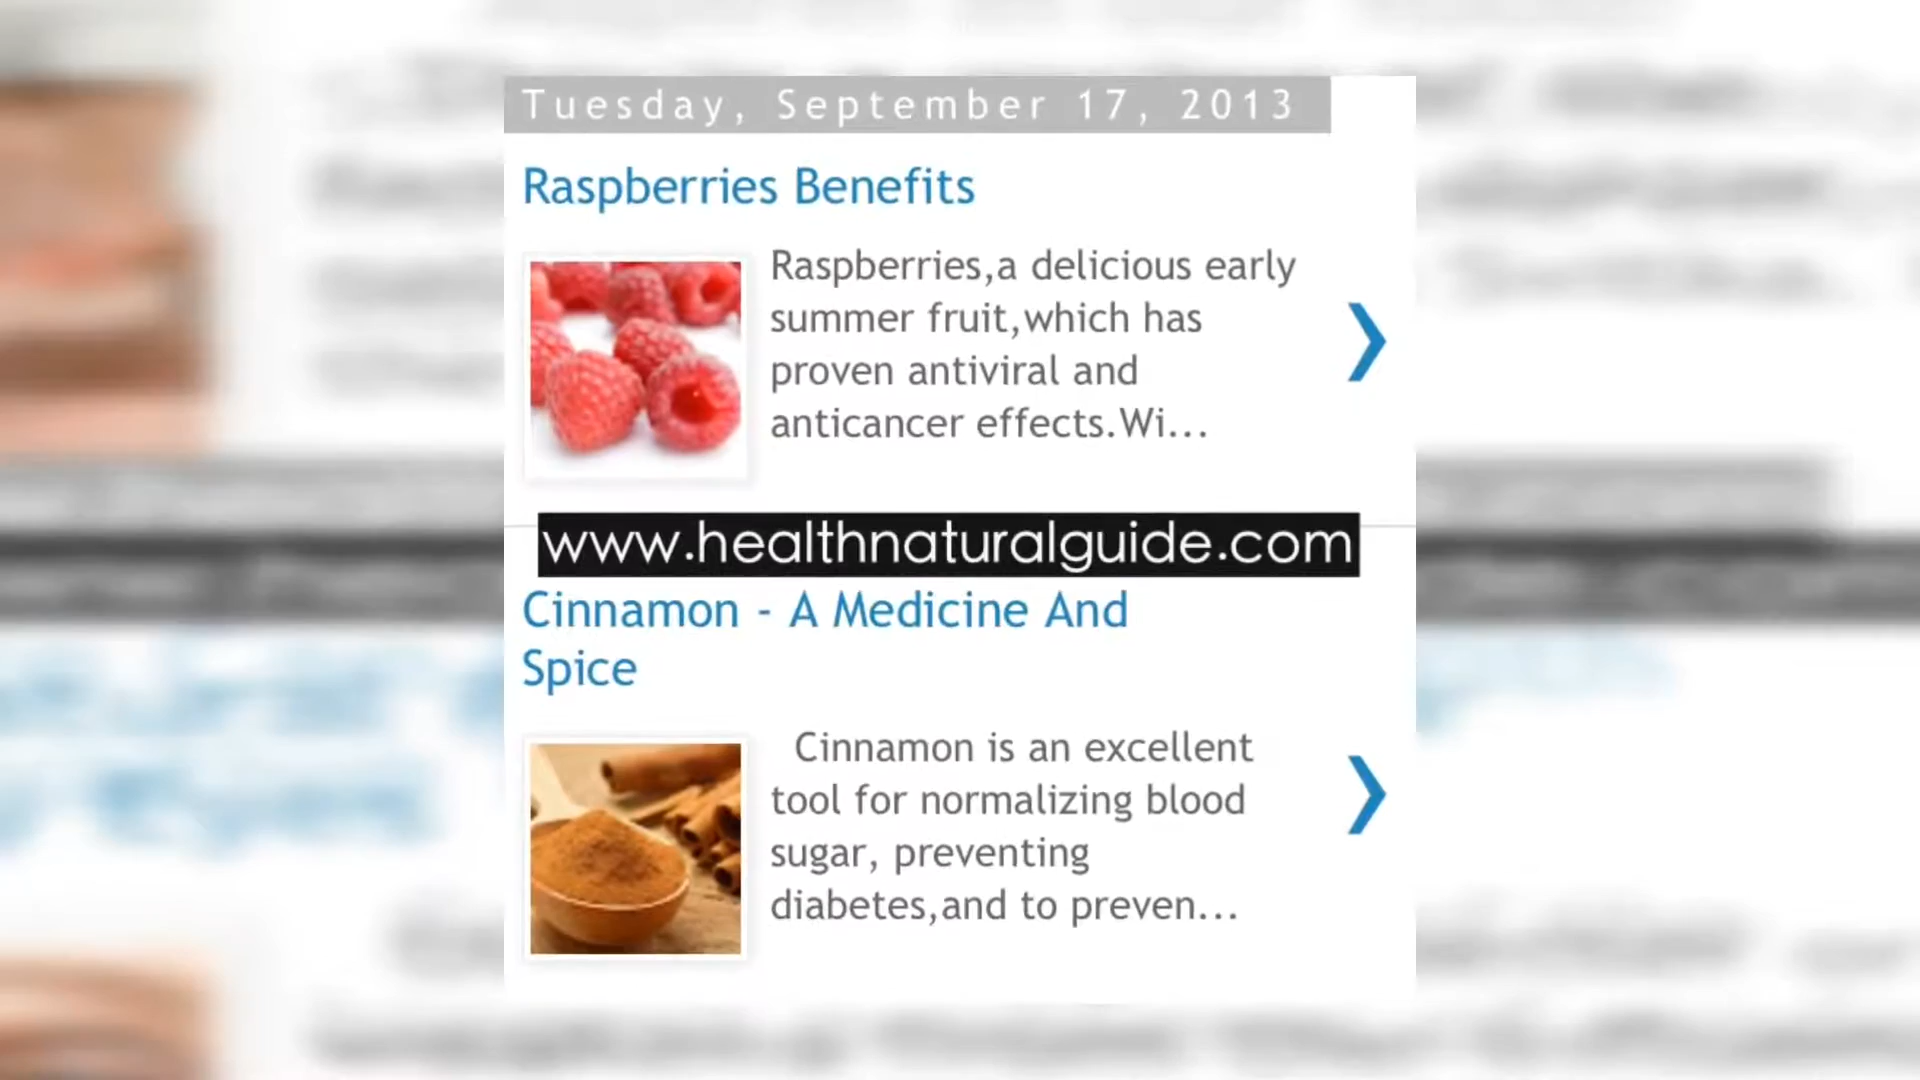 Tuesday, September 17, 2013
Raspberries Benefits
Raspberries,a delicious early
summer fruit,which has
proven antiviral and
anticancer effects.Wi...
www.healthnaturalguide.com
Cinnamon - A Medicine And
Spice
Cinnamon is an excellent
tool for normalizing blood
sugar, preventing
diabetes,and to preven...